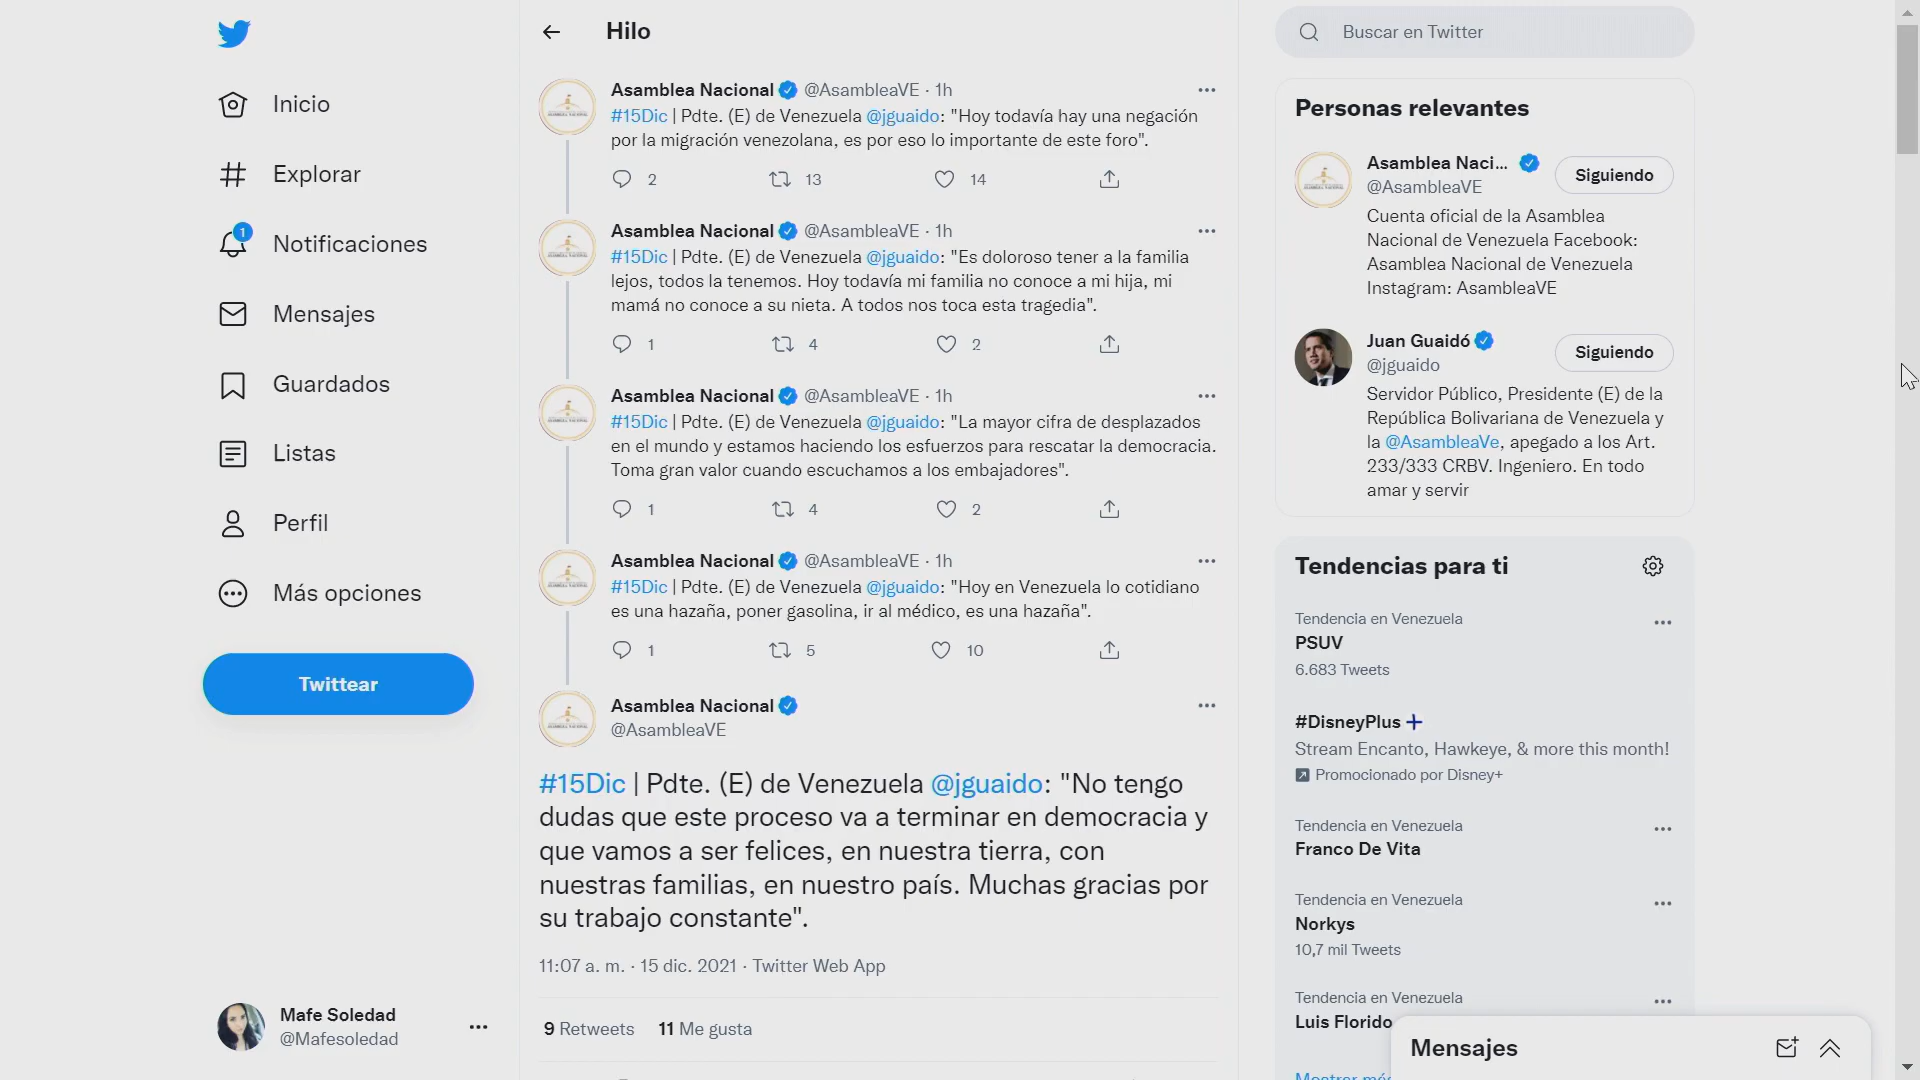 Inicio
Explorar
1
Notificaciones
Mensajes
Guardados
Listas
Perfil
Más opciones
Twittear
Mafe Soledad
@Mafesoledad
Hilo
Asamblea Nacional @AsambleaVE · 1h
#15Dic | Pdte. (E) de Venezuela @jguaido: "Hoy todavía hay una negación
por la migración venezolana, es por eso lo importante de este foro".
2 13 14
Asamblea Nacional @AsambleaVE · 1h
#15Dic | Pdte. (E) de Venezuela @jguaido: "Es doloroso tener a la familia
lejos, todos la tenemos. Hoy todavía mi familia no conoce a mi hija, mi
mamá no conoce a su nieta. A todos nos toca esta tragedia".
1 4 2
Asamblea Nacional @AsambleaVE · 1h
#15Dic | Pdte. (E) de Venezuela @jguaido: "La mayor cifra de desplazados
en el mundo y estamos haciendo los esfuerzos para rescatar la democracia.
Toma gran valor cuando escuchamos a los embajadores".
1 4 2
Asamblea Nacional @AsambleaVE · 1h
#15Dic | Pdte. (E) de Venezuela @jguaido: "Hoy en Venezuela lo cotidiano
es una hazaña, poner gasolina, ir al médico, es una hazaña".
1 5 10
Asamblea Nacional
@AsambleaVE
#15Dic | Pdte. (E) de Venezuela @jguaido: "No tengo
dudas que este proceso va a terminar en democracia y
que vamos a ser felices, en nuestra tierra, con
nuestras familias, en nuestro país. Muchas gracias por
su trabajo constante".
11:07 a. m. · 15 dic. 2021 · Twitter Web App
9 Retweets 11 Me gusta
Buscar en Twitter
Personas relevantes
Asamblea Naci...
@AsambleaVE
Siguiendo
Cuenta oficial de la Asamblea
Nacional de Venezuela Facebook:
Asamblea Nacional de Venezuela
Instagram: AsambleaVE
Juan Guaidó
@jguaido
Siguiendo
Servidor Público, Presidente (E) de la
República Bolivariana de Venezuela y
la @AsambleaVe, apegado a los Art.
233/333 CRBV. Ingeniero. En todo
amar y servir
Tendencias para ti
Tendencia en Venezuela
PSUV
6.683 Tweets
#DisneyPlus
Stream Encanto, Hawkeye, & more this month!
Promocionado por Disney+
Tendencia en Venezuela
Franco De Vita
Tendencia en Venezuela
Norkys
10,7 mil Tweets
Tendencia en Venezuela
Luis Florido
Mostrar más
Mensajes